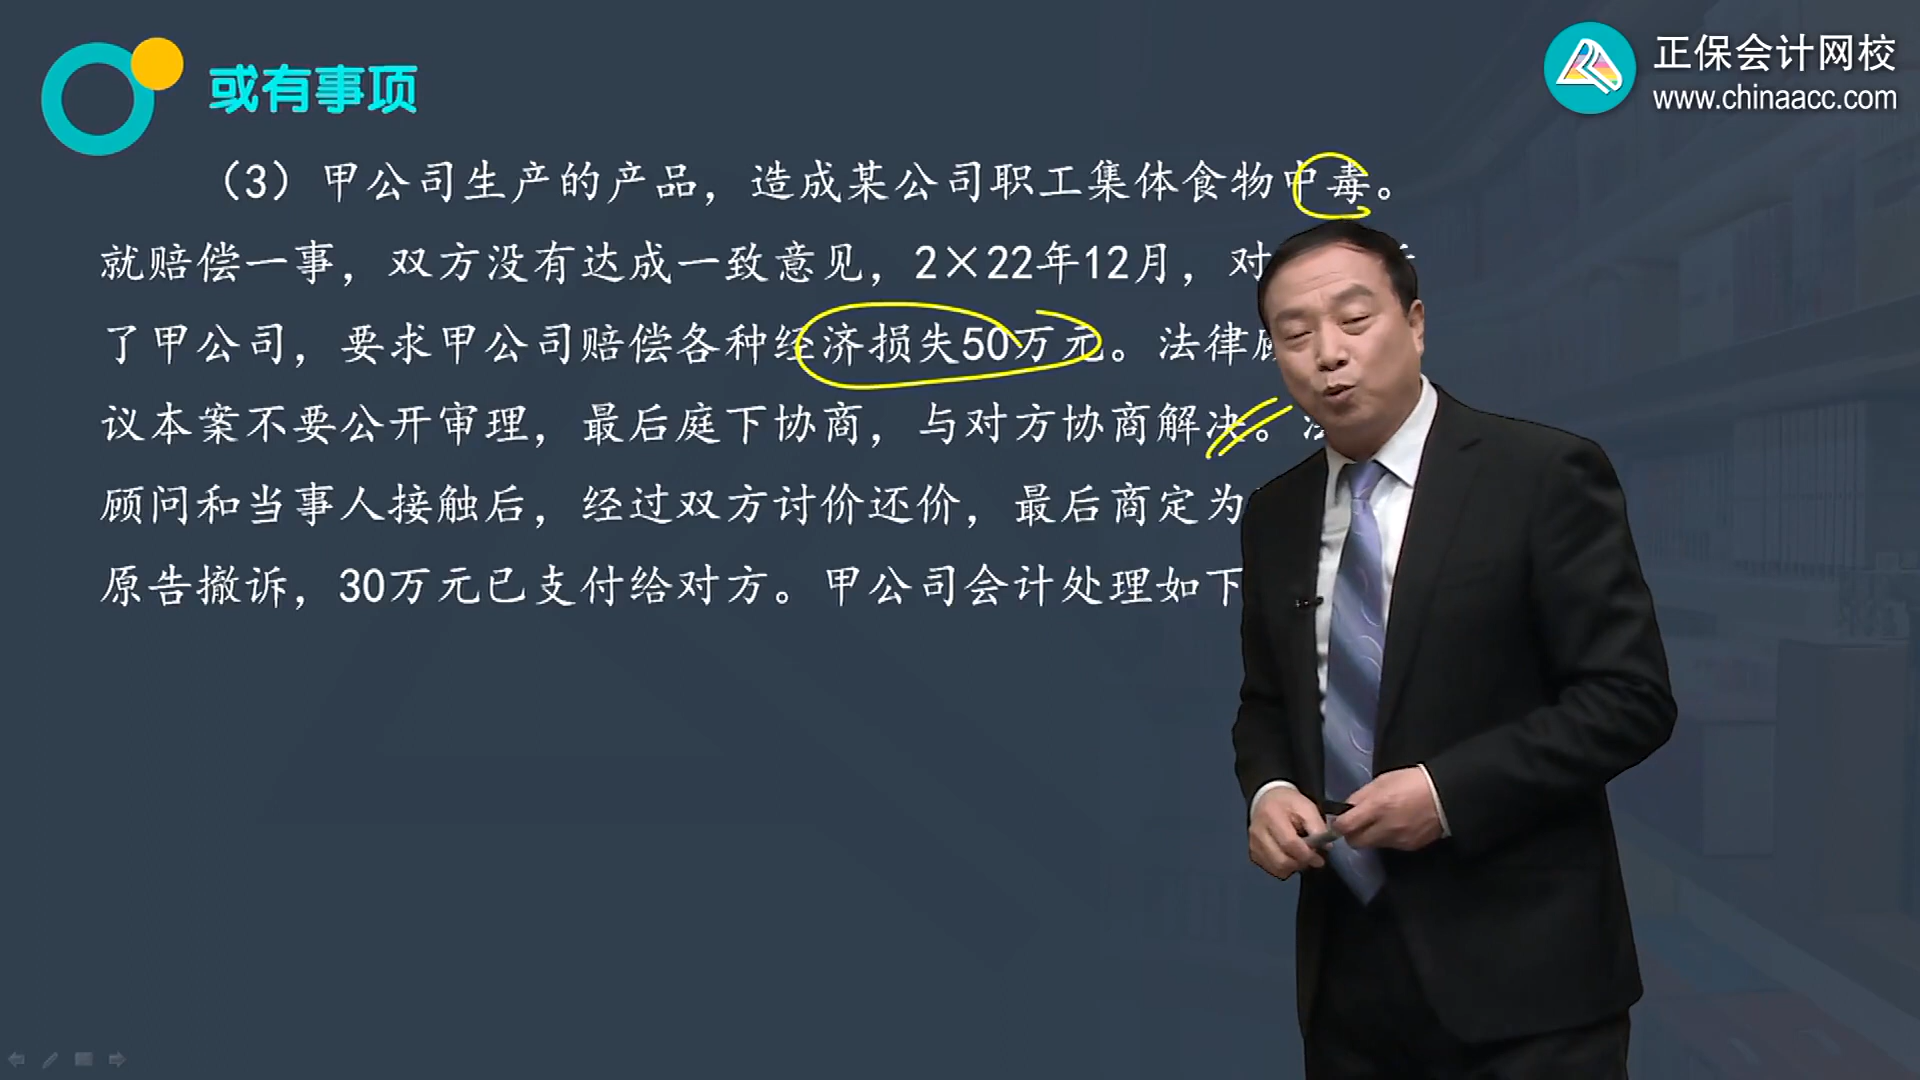 或有事项
正保会计网校
www.chinaacc.com
（3）甲公司生产的产品，造成某公司职工集体食物中毒。
就赔偿一事，双方没有达成一致意见，2×22年12月，对
了甲公司，要求甲公司赔偿各种经济损失50万元。法律
议本案不要公开审理，最后庭下协商，与对方协商解决。
顾问和当事人接触后，经过双方讨价还价，最后商定为
原告撤诉，30万元已支付给对方。甲公司会计处理如下